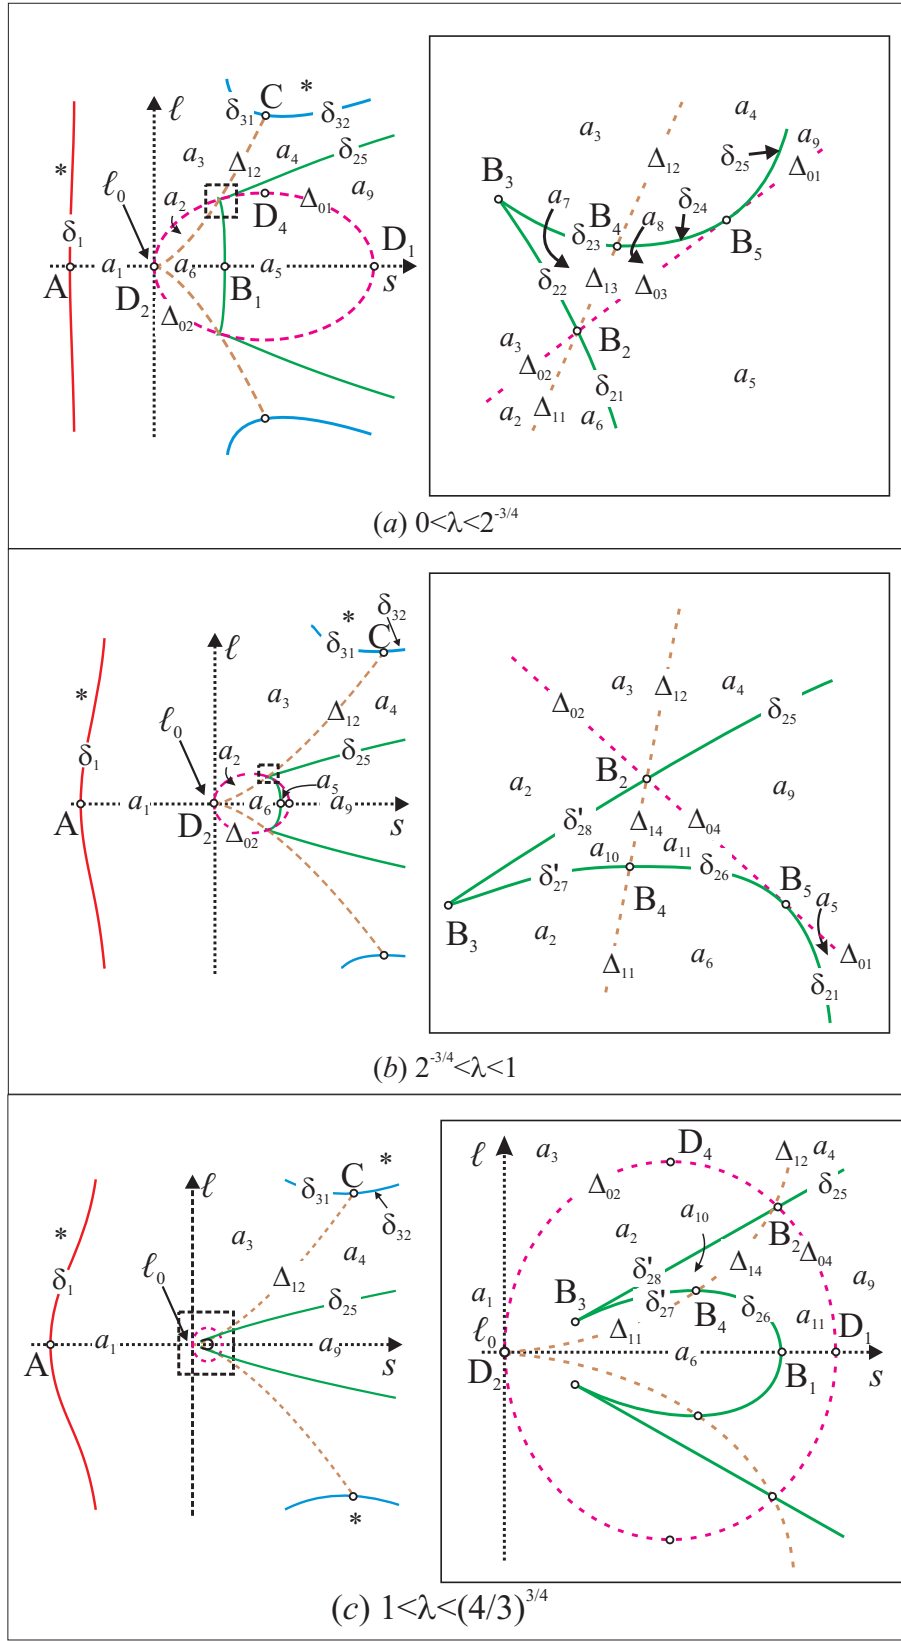 δ₃₁ C * δ₃₂
ℓ
a₃ Δ₁₂ a₄ δ₂₅
* ℓ₀ a₂ D₄ Δ₀₁ a₉
δ₁ D₁
A a₁ D₂ a₆ B₁ a₅ s
Δ₀₂
a₃ Δ₁₂ a₄ a₉
δ₂₅ Δ₀₁
B₃ a₇ B₄ a₈ δ₂₄ B₅
δ₂₃
δ₂₂ Δ₁₃ Δ₀₃
a₃ B₂
Δ₀₂ δ₂₁ a₅
a₂ Δ₁₁ a₆
(a) 0<λ<2^{-3/4}
δ₃₂
* δ₃₁ C
ℓ
* a₃ Δ₁₂ a₄
ℓ₀ δ₂₅
δ₁ a₂ a₅
A a₁ D₂ a₆ a₉ s
Δ₀₂
Δ₀₂ a₃ Δ₁₂ a₄ δ₂₅
a₂ B₂ a₉
δ'₂₈ Δ₁₄ Δ₀₄
a₁₀ a₁₁
δ'₂₇ δ₂₆ B₅
B₃ B₄ a₅
a₂ Δ₁₁ a₆ Δ₀₁
δ₂₁
(b) 2^{-3/4}<λ<1
*
ℓ δ₃₁ C δ₃₂
* a₃ a₄
ℓ₀ Δ₁₂
δ₁ δ₂₅
A a₁ a₉ s
*
ℓ a₃ D₄ Δ₁₂ a₄
Δ₀₂ δ₂₅
a₂ a₁₀ B₂
Δ₁₄ Δ₀₄
a₁ δ'₂₈ a₉
B₃ δ'₂₇ B₄ δ₂₆
ℓ₀ Δ₁₁ a₁₁ D₁
D₂ a₆ B₁ s
(c) 1<λ<(4/3)^{3/4}